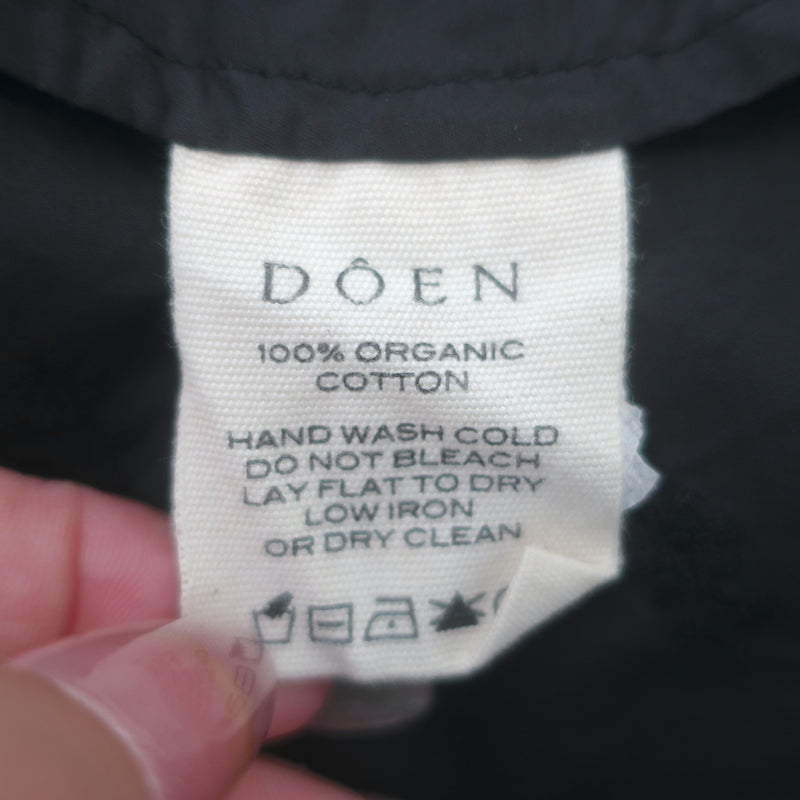 DÔEN
100% ORGANIC
COTTON
HAND WASH COLD
DO NOT BLEACH
LAY FLAT TO DRY
LOW IRON
OR DRY CLEAN